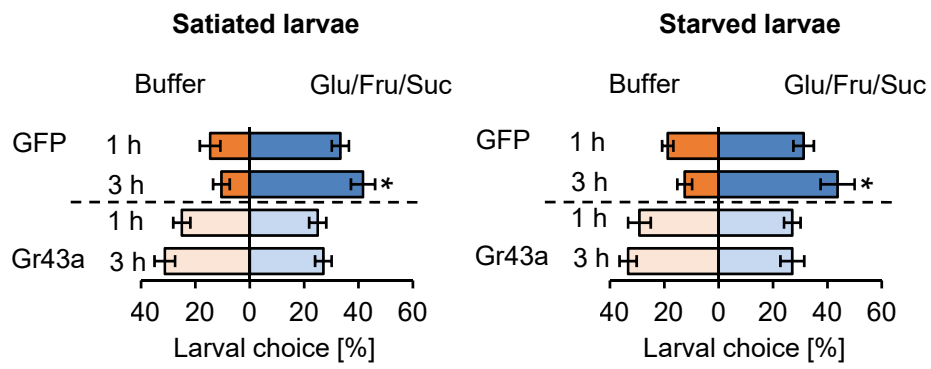 Satiated larvae
Buffer Glu/Fru/Suc
GFP 1 h
3 h *
1 h
Gr43a 3 h
40 20 0 20 40 60
Larval choice [%]
Starved larvae
Buffer Glu/Fru/Suc
GFP 1 h
3 h *
1 h
Gr43a 3 h
40 20 0 20 40 60
Larval choice [%]